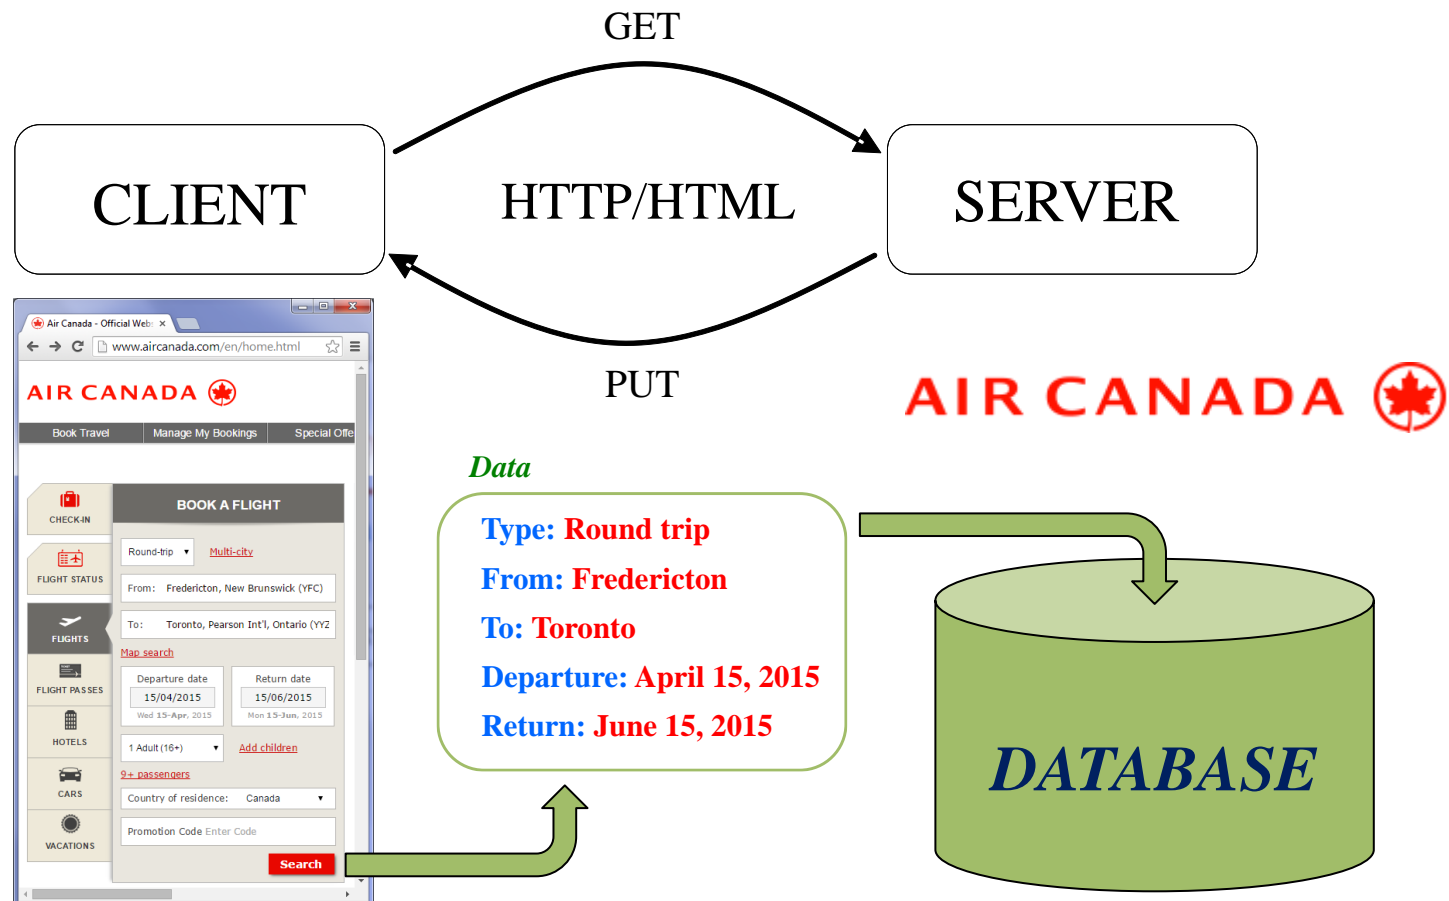 GET
CLIENT
HTTP/HTML
SERVER
PUT
Air Canada - Official Webs
www.aircanada.com/en/home.html
AIR CANADA
Book Travel
Manage My Bookings
Special Offe
CHECK-IN
FLIGHT STATUS
FLIGHTS
FLIGHT PASSES
HOTELS
CARS
VACATIONS
BOOK A FLIGHT
Round-trip
Multi-city
From: Fredericton, New Brunswick (YFC)
To: Toronto, Pearson Int'l, Ontario (YYZ
Map search
Departure date
15/04/2015
Wed 15-Apr, 2015
Return date
15/06/2015
Mon 15-Jun, 2015
1 Adult (16+)
Add children
9+ passengers
Country of residence: Canada
Promotion Code Enter Code
Search
AIR CANADA
Data
Type: Round trip
From: Fredericton
To: Toronto
Departure: April 15, 2015
Return: June 15, 2015
DATABASE